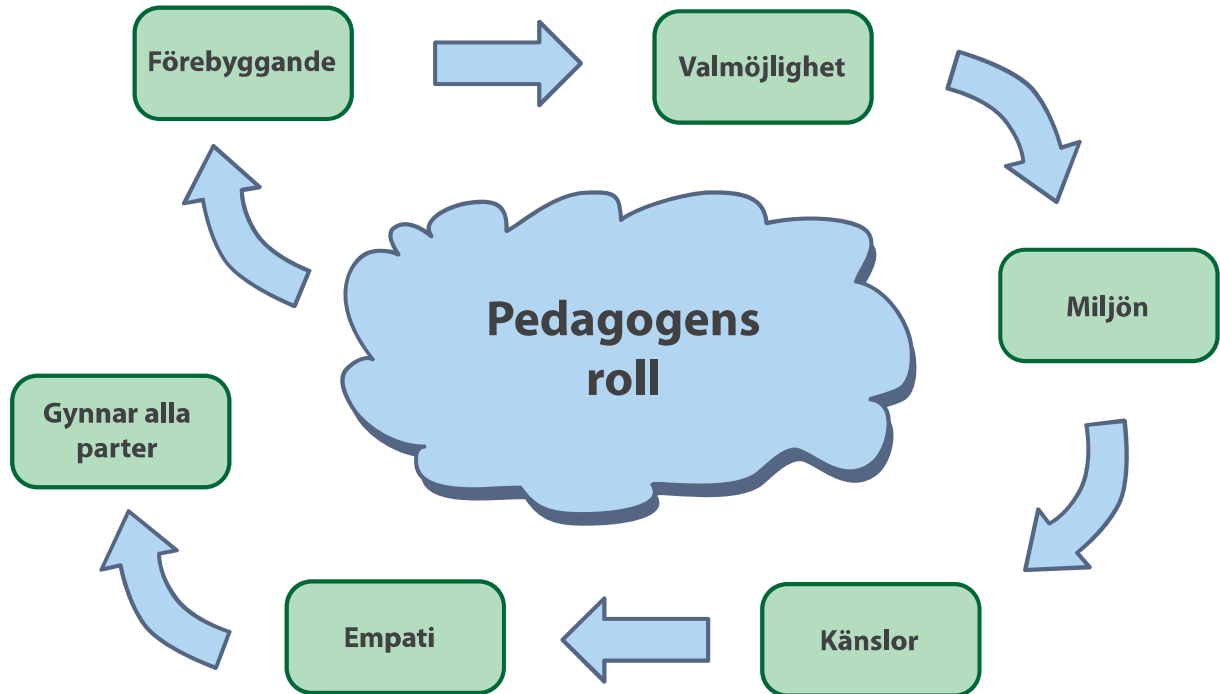 Förebyggande
Valmöjlighet
Miljön
Pedagogens
roll
Gynnar alla
parter
Empati
Känslor